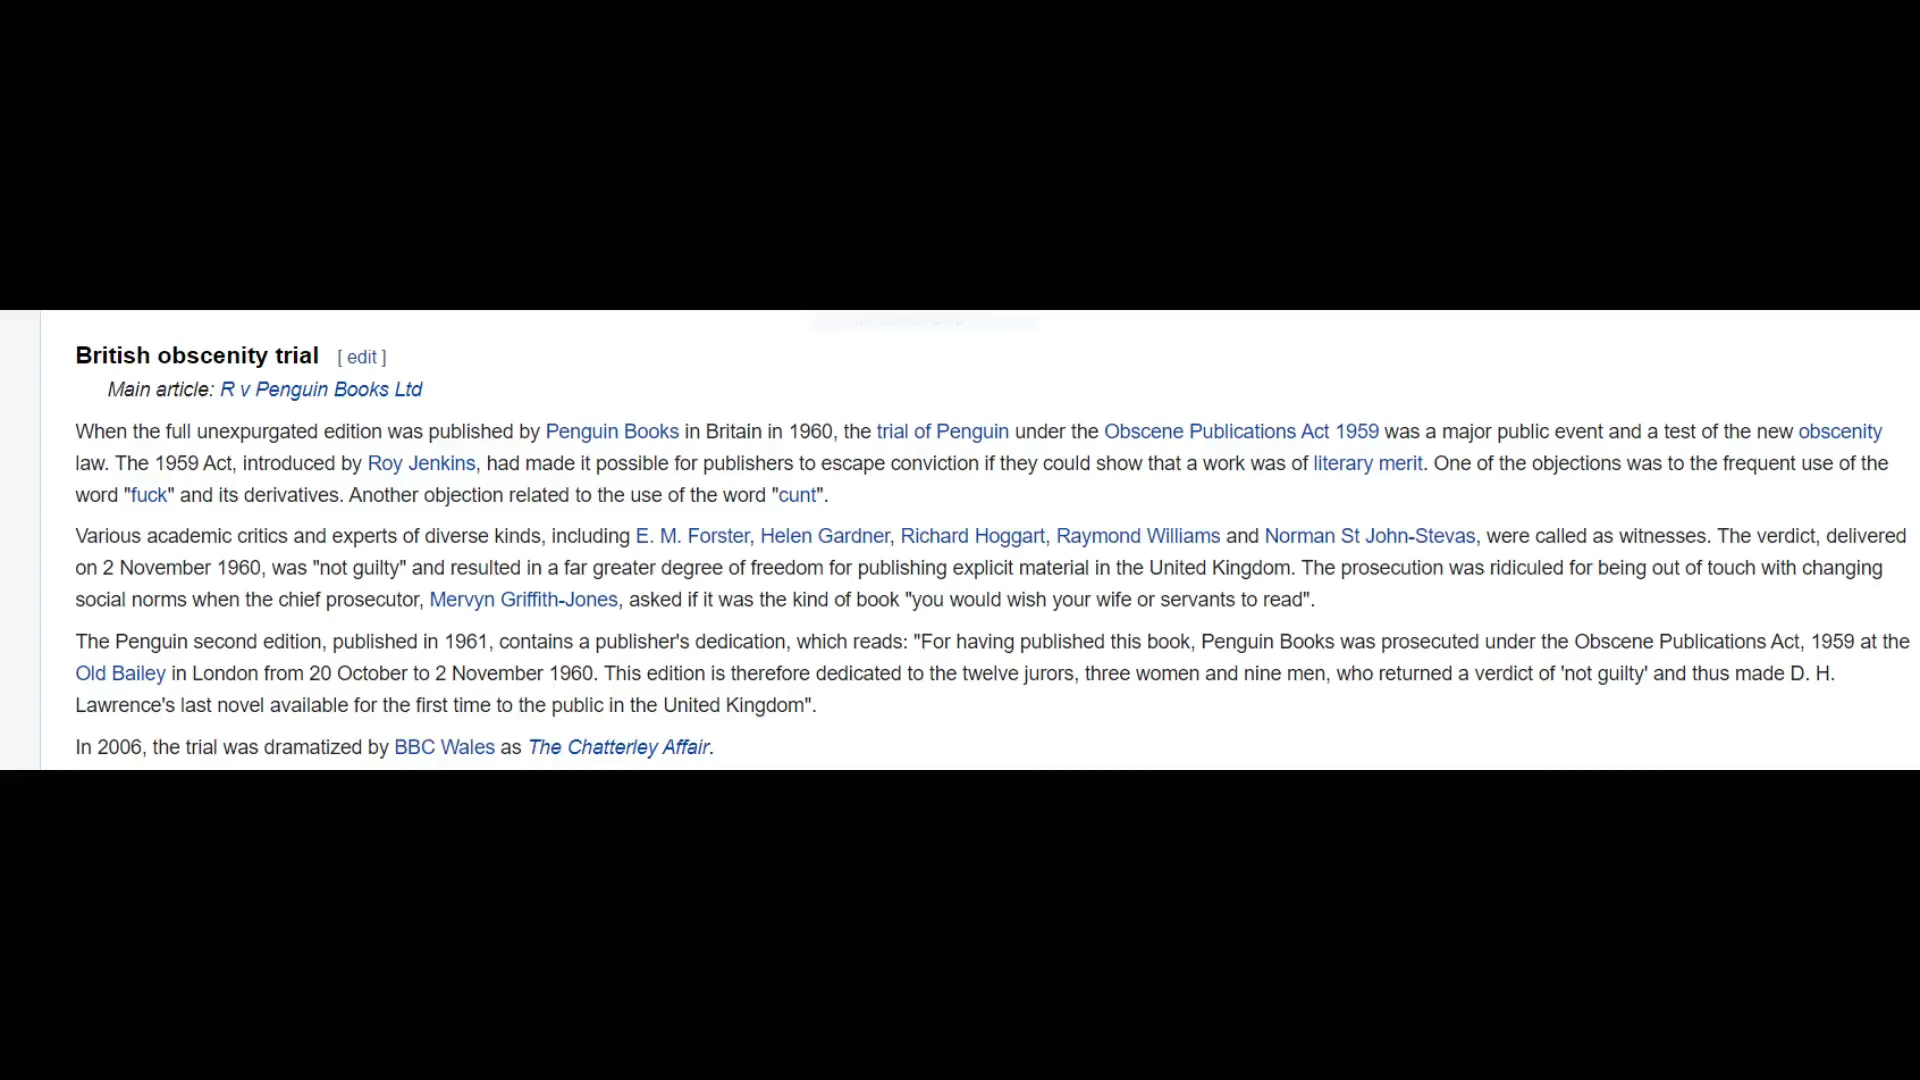 British obscenity trial [ edit ]
Main article: R v Penguin Books Ltd
When the full unexpurgated edition was published by Penguin Books in Britain in 1960, the trial of Penguin under the Obscene Publications Act 1959 was a major public event and a test of the new obscenity
law. The 1959 Act, introduced by Roy Jenkins, had made it possible for publishers to escape conviction if they could show that a work was of literary merit. One of the objections was to the frequent use of the
word "fuck" and its derivatives. Another objection related to the use of the word "cunt".
Various academic critics and experts of diverse kinds, including E. M. Forster, Helen Gardner, Richard Hoggart, Raymond Williams and Norman St John-Stevas, were called as witnesses. The verdict, delivered
on 2 November 1960, was "not guilty" and resulted in a far greater degree of freedom for publishing explicit material in the United Kingdom. The prosecution was ridiculed for being out of touch with changing
social norms when the chief prosecutor, Mervyn Griffith-Jones, asked if it was the kind of book "you would wish your wife or servants to read".
The Penguin second edition, published in 1961, contains a publisher's dedication, which reads: "For having published this book, Penguin Books was prosecuted under the Obscene Publications Act, 1959 at the
Old Bailey in London from 20 October to 2 November 1960. This edition is therefore dedicated to the twelve jurors, three women and nine men, who returned a verdict of 'not guilty' and thus made D. H.
Lawrence's last novel available for the first time to the public in the United Kingdom".
In 2006, the trial was dramatized by BBC Wales as The Chatterley Affair.